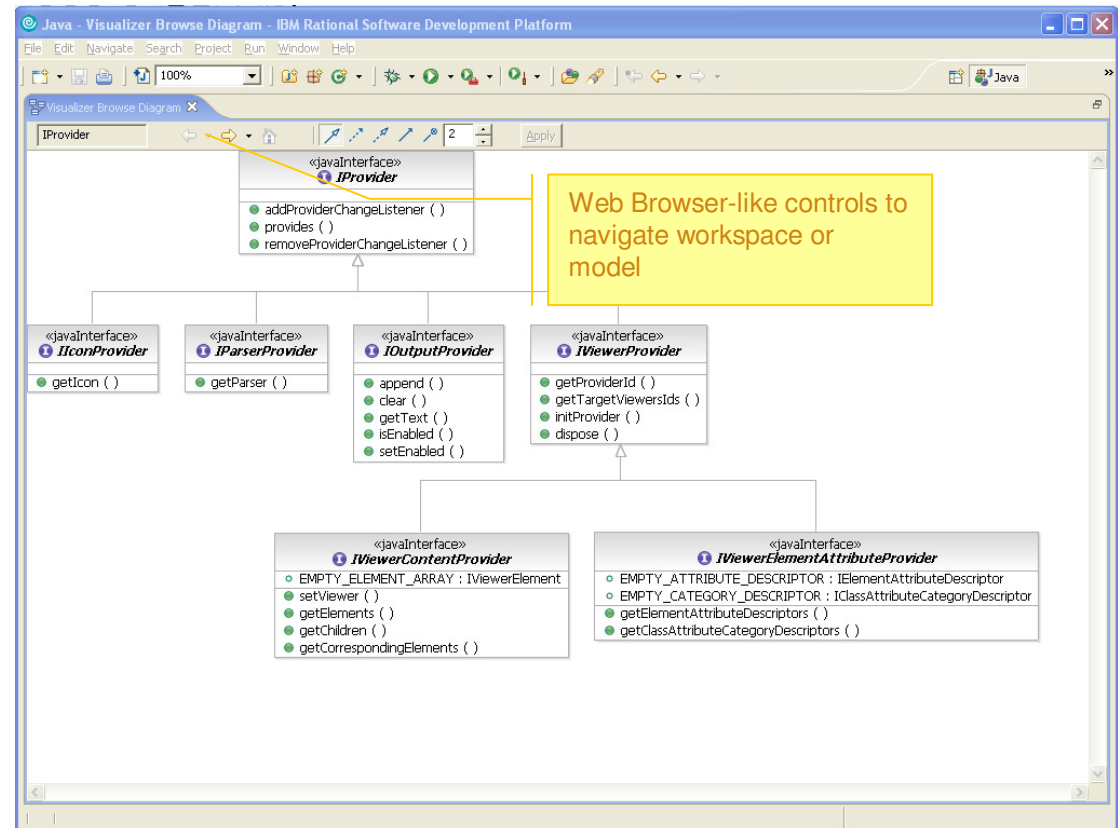 Java - Visualizer Browse Diagram - IBM Rational Software Development Platform
File Edit Navigate Search Project Run Window Help
100%
Java
»
Visualizer Browse Diagram
IProvider
2
Apply
«javaInterface»
IProvider
addProviderChangeListener ( )
provides ( )
removeProviderChangeListener ( )
Web Browser-like controls to
navigate workspace or
model
«javaInterface»
IIconProvider
getIcon ( )
«javaInterface»
IParserProvider
getParser ( )
«javaInterface»
IOutputProvider
append ( )
clear ( )
getText ( )
isEnabled ( )
setEnabled ( )
«javaInterface»
IViewerProvider
getProviderId ( )
getTargetViewersIds ( )
initProvider ( )
dispose ( )
«javaInterface»
IViewerContentProvider
EMPTY_ELEMENT_ARRAY : IViewerElement
setViewer ( )
getElements ( )
getChildren ( )
getCorrespondingElements ( )
«javaInterface»
IViewerElementAttributeProvider
EMPTY_ATTRIBUTE_DESCRIPTOR : IElementAttributeDescriptor
EMPTY_CATEGORY_DESCRIPTOR : IClassAttributeCategoryDescriptor
getElementAttributeDescriptors ( )
getClassAttributeCategoryDescriptors ( )